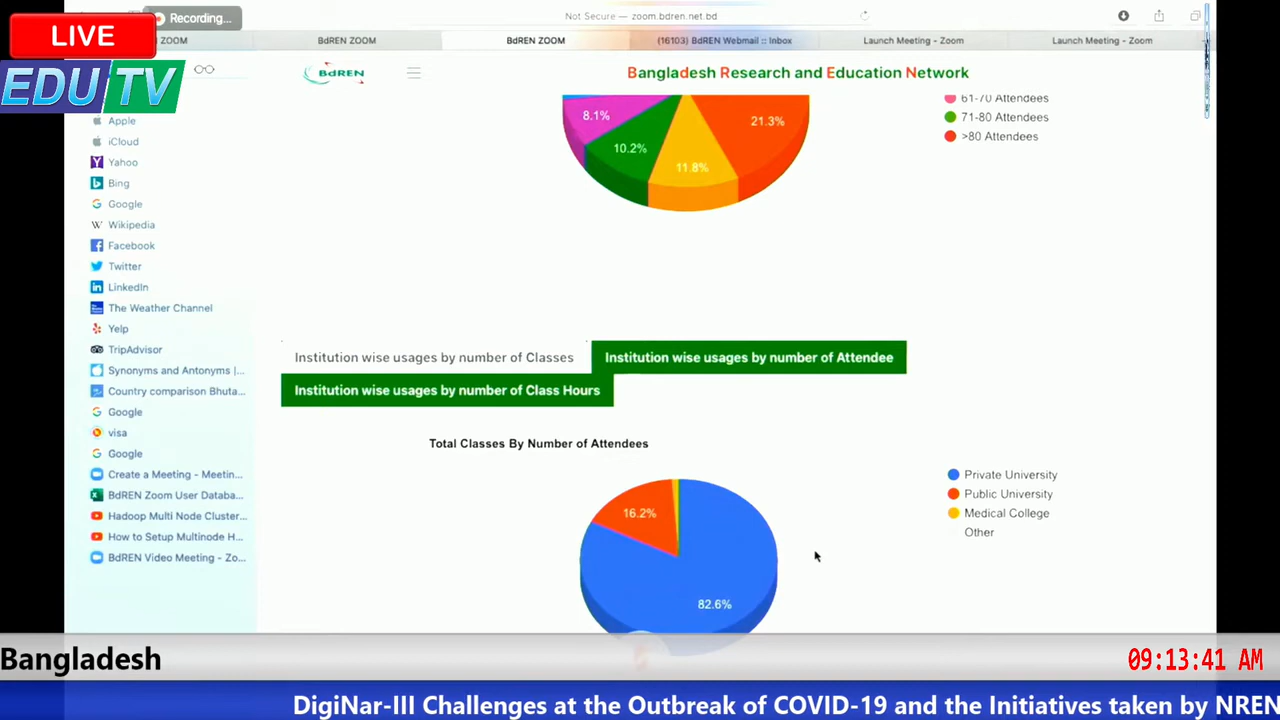 LIVE
Recording...
EDU TV
Not Secure — zoom.bdren.net.bd
ZOOM
BdREN ZOOM
BdREN ZOOM
(16103) BdREN Webmail :: Inbox
Launch Meeting - Zoom
Launch Meeting - Zoom
BdREN
Bangladesh Research and Education Network
Apple
iCloud
Yahoo
Bing
Google
Wikipedia
Facebook
Twitter
LinkedIn
The Weather Channel
Yelp
TripAdvisor
Synonyms and Antonyms |...
Country comparison Bhuta...
Google
visa
Google
Create a Meeting - Meetin...
BdREN Zoom User Databa...
Hadoop Multi Node Cluster...
How to Setup Multinode H...
BdREN Video Meeting - Zo...
8.1%
10.2%
11.8%
21.3%
61-70 Attendees
71-80 Attendees
>80 Attendees
Institution wise usages by number of Classes
Institution wise usages by number of Attendee
Institution wise usages by number of Class Hours
Total Classes By Number of Attendees
16.2%
82.6%
Private University
Public University
Medical College
Other
Bangladesh
09:13:41 AM
DigiNar-III Challenges at the Outbreak of COVID-19 and the Initiatives taken by NREN